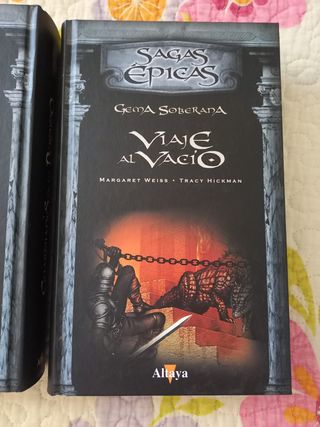 SAGAS
ÉPICAS
GEMA SOBERANA
VIAJE
AL VACÍO
MARGARET WEISS • TRACY HICKMAN
Altaya